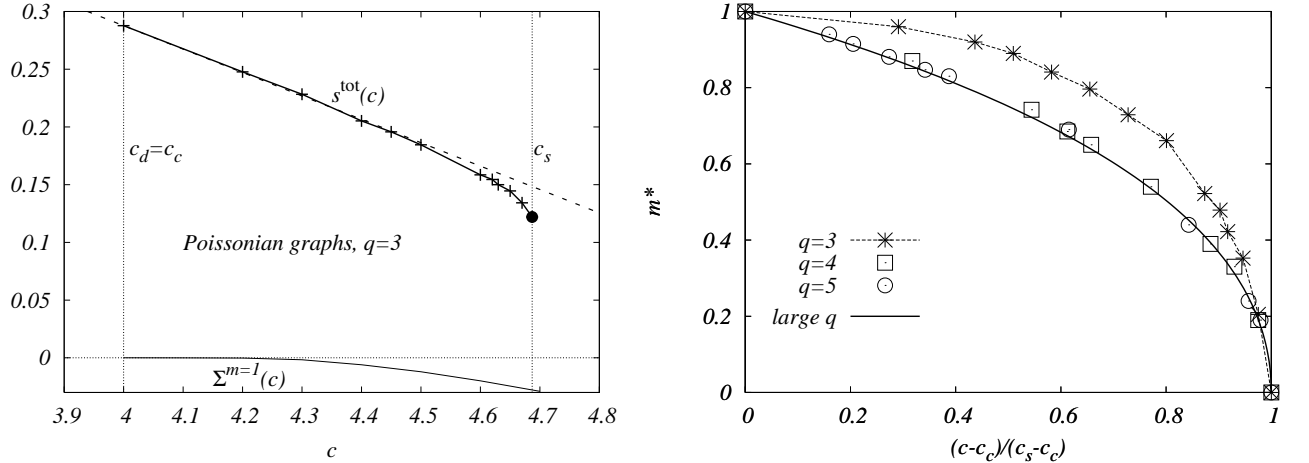 0.3
0.25
0.2
0.15
0.1
0.05
0
s^tot(c)
c_d=c_c
c_s
Poissonian graphs, q=3
Σ^m=1(c)
3.9 4 4.1 4.2 4.3 4.4 4.5 4.6 4.7 4.8
c
1
0.8
0.6
0.4
0.2
0
m*
q=3
q=4
q=5
large q
0 0.2 0.4 0.6 0.8 1
(c-c_c)/(c_s-c_c)